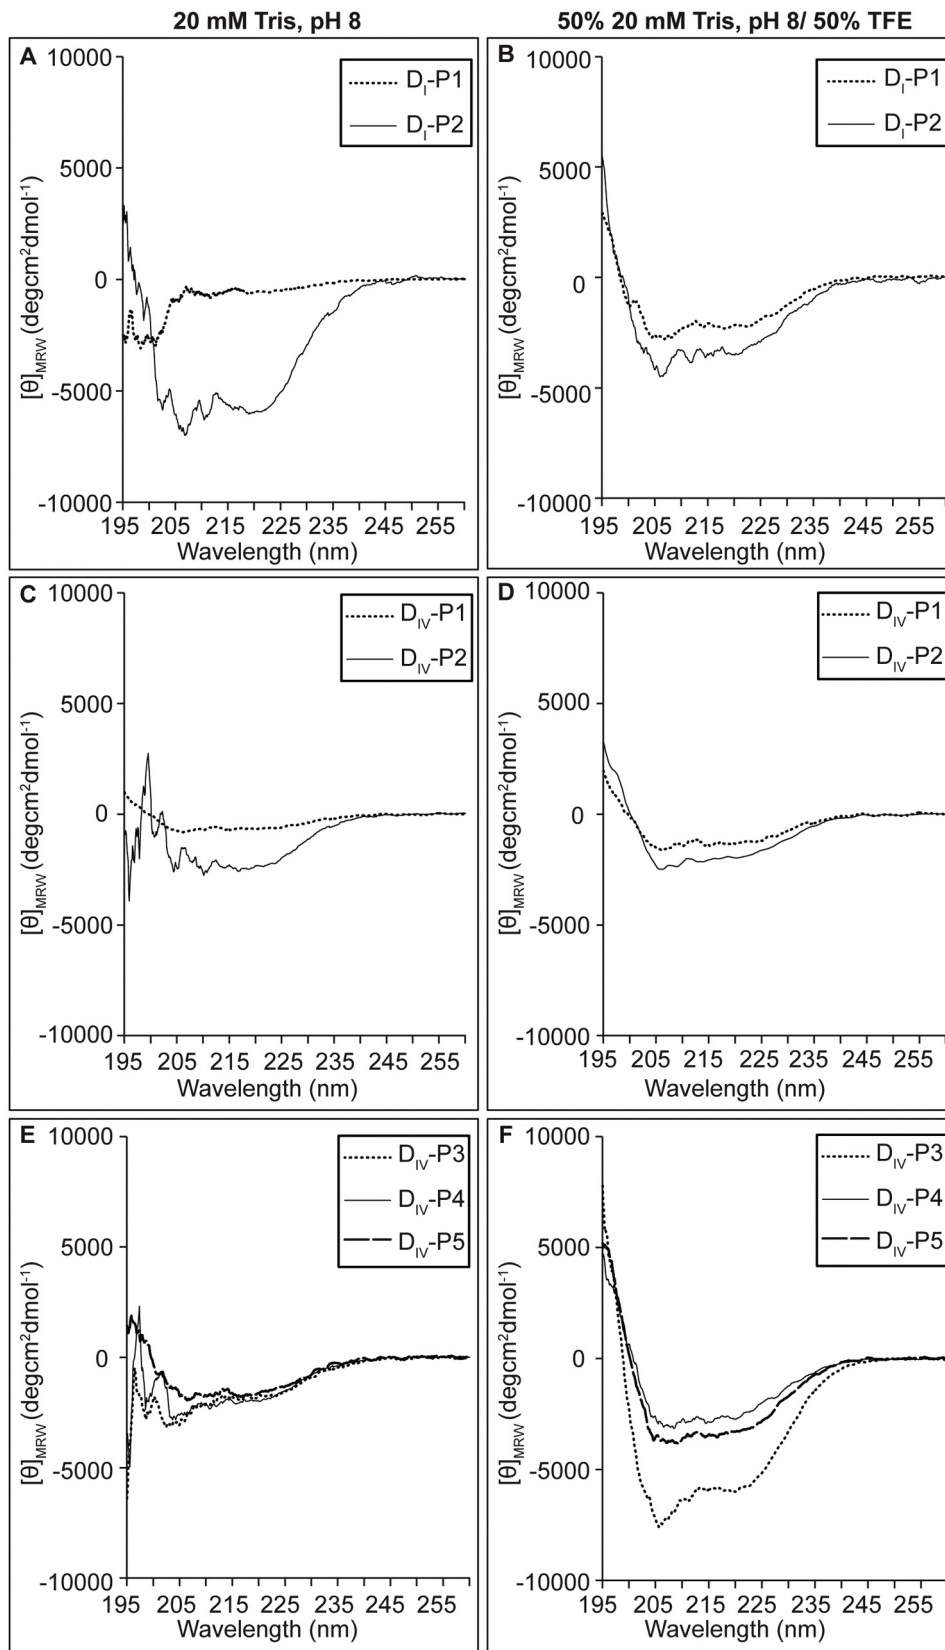 20 mM Tris, pH 8
50% 20 mM Tris, pH 8/ 50% TFE
A
10000
5000
0
-5000
-10000
[θ]MRW (degcm²dmol⁻¹)
DI-P1
DI-P2
195 205 215 225 235 245 255
Wavelength (nm)
B
10000
5000
0
-5000
-10000
[θ]MRW (degcm²dmol⁻¹)
DI-P1
DI-P2
195 205 215 225 235 245 255
Wavelength (nm)
C
10000
5000
0
-5000
-10000
[θ]MRW (degcm²dmol⁻¹)
DIV-P1
DIV-P2
195 205 215 225 235 245 255
Wavelength (nm)
D
10000
5000
0
-5000
-10000
[θ]MRW (degcm²dmol⁻¹)
DIV-P1
DIV-P2
195 205 215 225 235 245 255
Wavelength (nm)
E
10000
5000
0
-5000
-10000
[θ]MRW (degcm²dmol⁻¹)
DIV-P3
DIV-P4
DIV-P5
195 205 215 225 235 245 255
Wavelength (nm)
F
10000
5000
0
-5000
-10000
[θ]MRW (degcm²dmol⁻¹)
DIV-P3
DIV-P4
DIV-P5
195 205 215 225 235 245 255
Wavelength (nm)